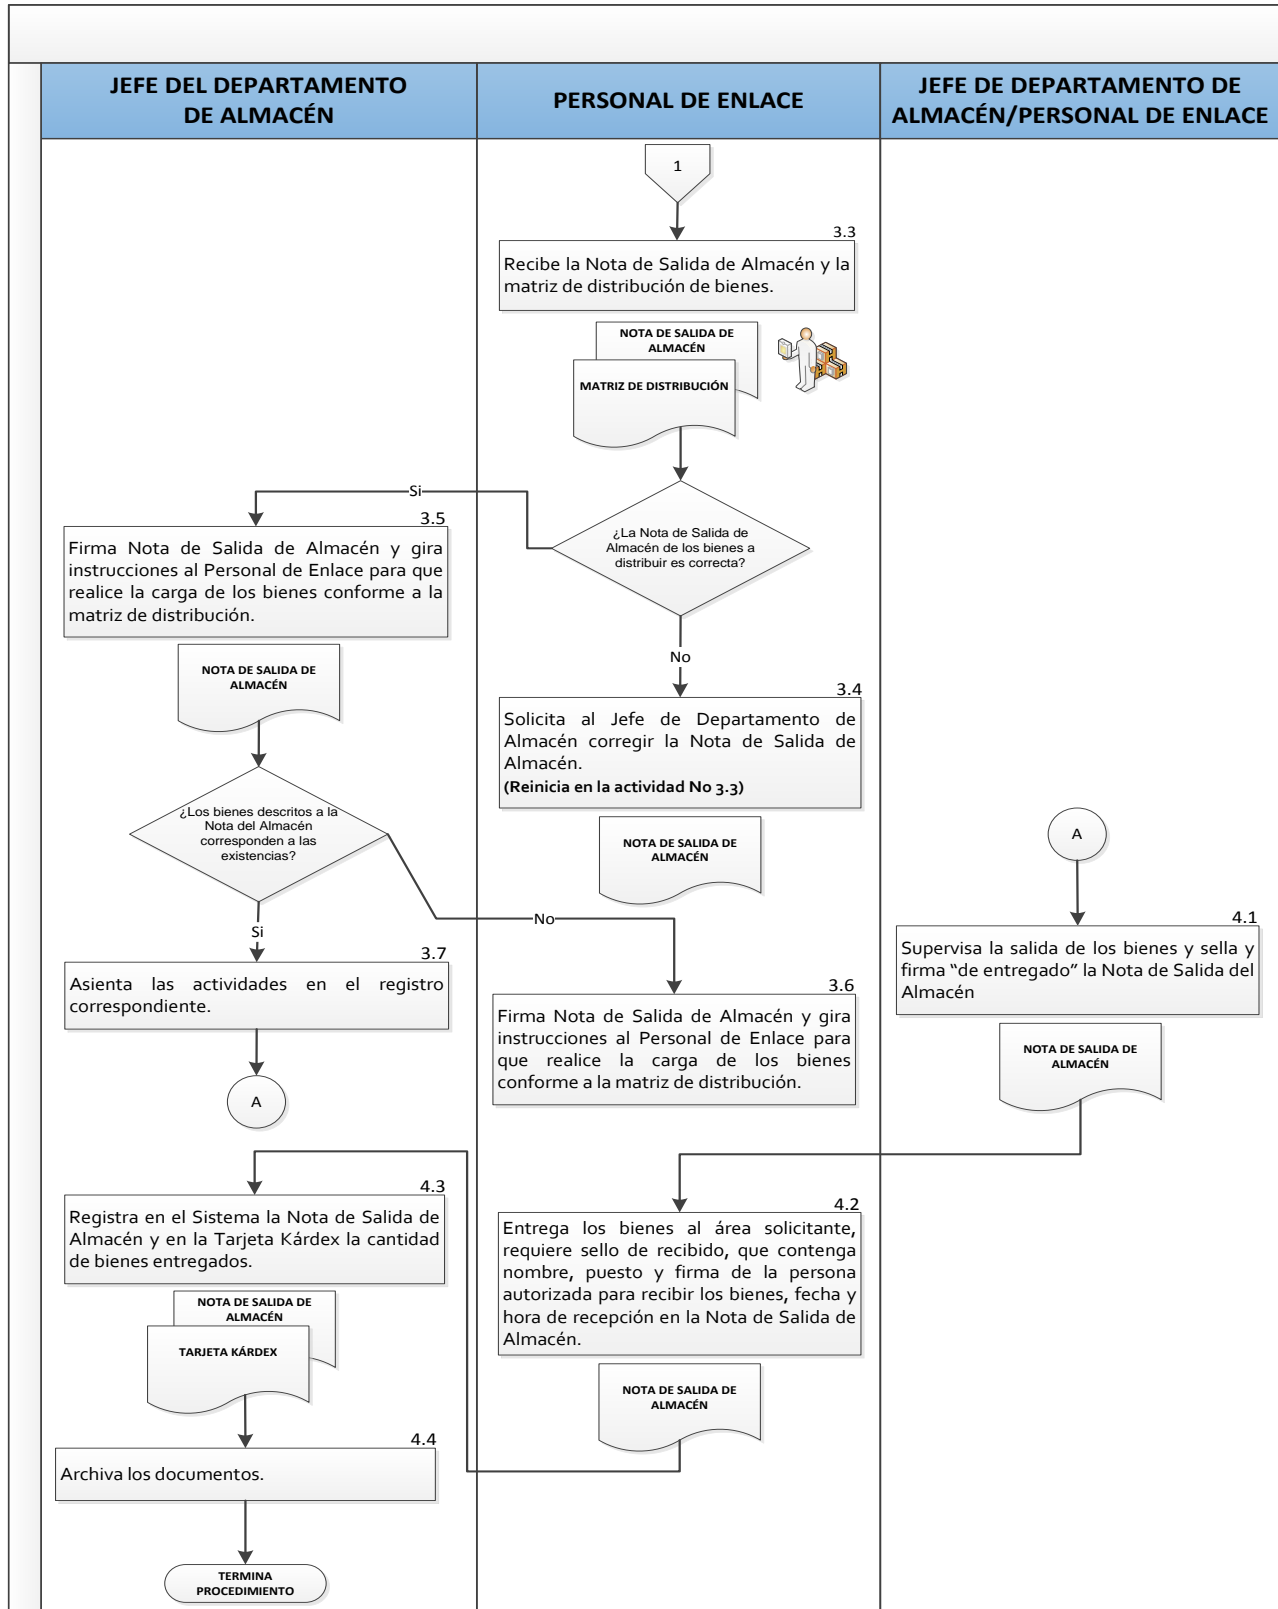 JEFE DEL DEPARTAMENTO
DE ALMACÉN
PERSONAL DE ENLACE
JEFE DE DEPARTAMENTO DE
ALMACÉN/PERSONAL DE ENLACE
1
3.3
Recibe la Nota de Salida de Almacén y la
matriz de distribución de bienes.
NOTA DE SALIDA DE
ALMACÉN
MATRIZ DE DISTRIBUCIÓN
¿La Nota de Salida de
Almacén de los bienes a
distribuir es correcta?
Si
3.5
Firma Nota de Salida de Almacén y gira
instrucciones al Personal de Enlace para que
realice la carga de los bienes conforme a la
matriz de distribución.
NOTA DE SALIDA DE
ALMACÉN
No
3.4
Solicita al Jefe de Departamento de
Almacén corregir la Nota de Salida de
Almacén.
(Reinicia en la actividad No 3.3)
NOTA DE SALIDA DE
ALMACÉN
¿Los bienes descritos a la
Nota del Almacén
corresponden a las
existencias?
Si
No
3.7
Asienta las actividades en el registro
correspondiente.
A
3.6
Firma Nota de Salida de Almacén y gira
instrucciones al Personal de Enlace para
que realice la carga de los bienes
conforme a la matriz de distribución.
A
4.1
Supervisa la salida de los bienes y sella y
firma “de entregado” la Nota de Salida del
Almacén
NOTA DE SALIDA DE
ALMACÉN
4.2
Entrega los bienes al área solicitante,
requiere sello de recibido, que contenga
nombre, puesto y firma de la persona
autorizada para recibir los bienes, fecha y
hora de recepción en la Nota de Salida de
Almacén.
NOTA DE SALIDA DE
ALMACÉN
4.3
Registra en el Sistema la Nota de Salida de
Almacén y en la Tarjeta Kárdex la cantidad
de bienes entregados.
NOTA DE SALIDA DE
ALMACÉN
TARJETA KÁRDEX
4.4
Archiva los documentos.
TERMINA
PROCEDIMIENTO